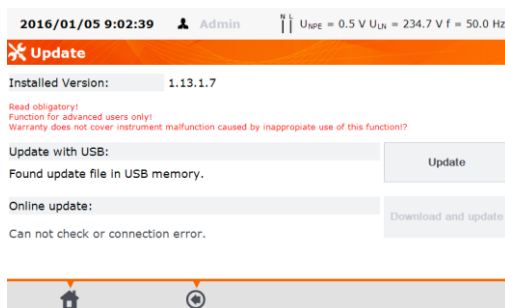 2016/01/05 9:02:39 Admin N L UNPE = 0.5 V ULN = 234.7 V f = 50.0 Hz
Update
Installed Version: 1.13.1.7
Read obligatory!
Function for advanced users only!
Warranty does not cover instrument malfunction caused by inappropiate use of this function!?
Update with USB:
Update
Found update file in USB memory.
Online update:
Download and update
Can not check or connection error.